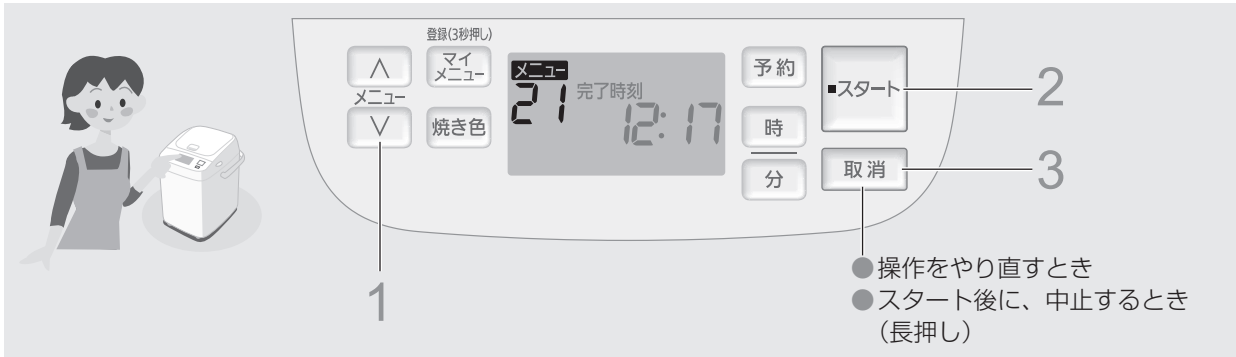 登録(3秒押し)
∧
マイ
メニュー
メニュー
∨
焼き色
メニュー
21
完了時刻
12:17
予約
時
分
■スタート
取消
1
2
3
●操作をやり直すとき
●スタート後に、中止するとき
（長押し）